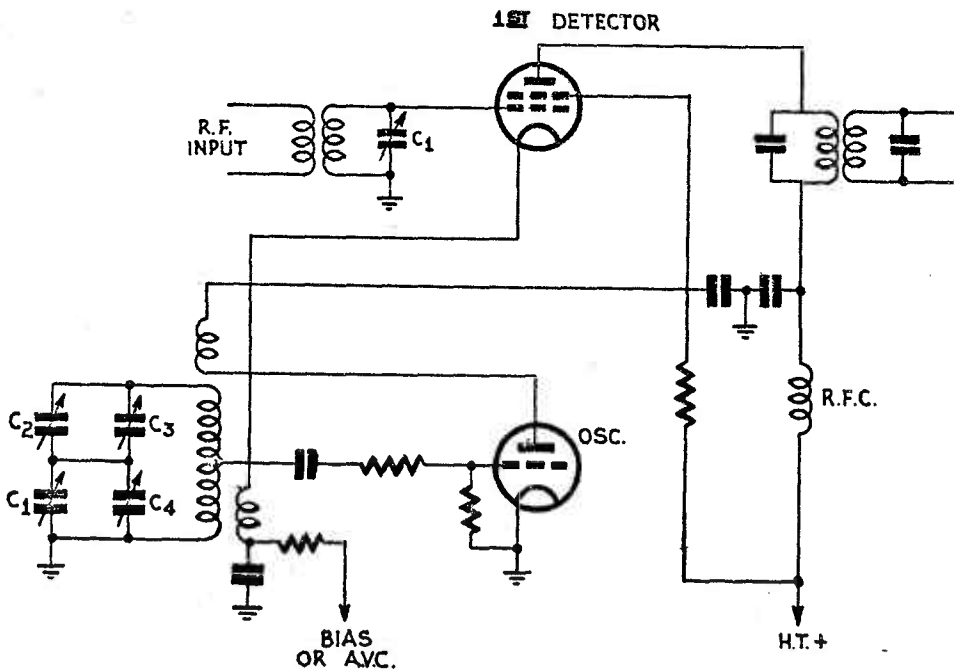 1ST DETECTOR
R.F.
INPUT
C1
C2
C3
OSC.
R.F.C.
C1
C4
BIAS
OR A.V.C.
H.T.+